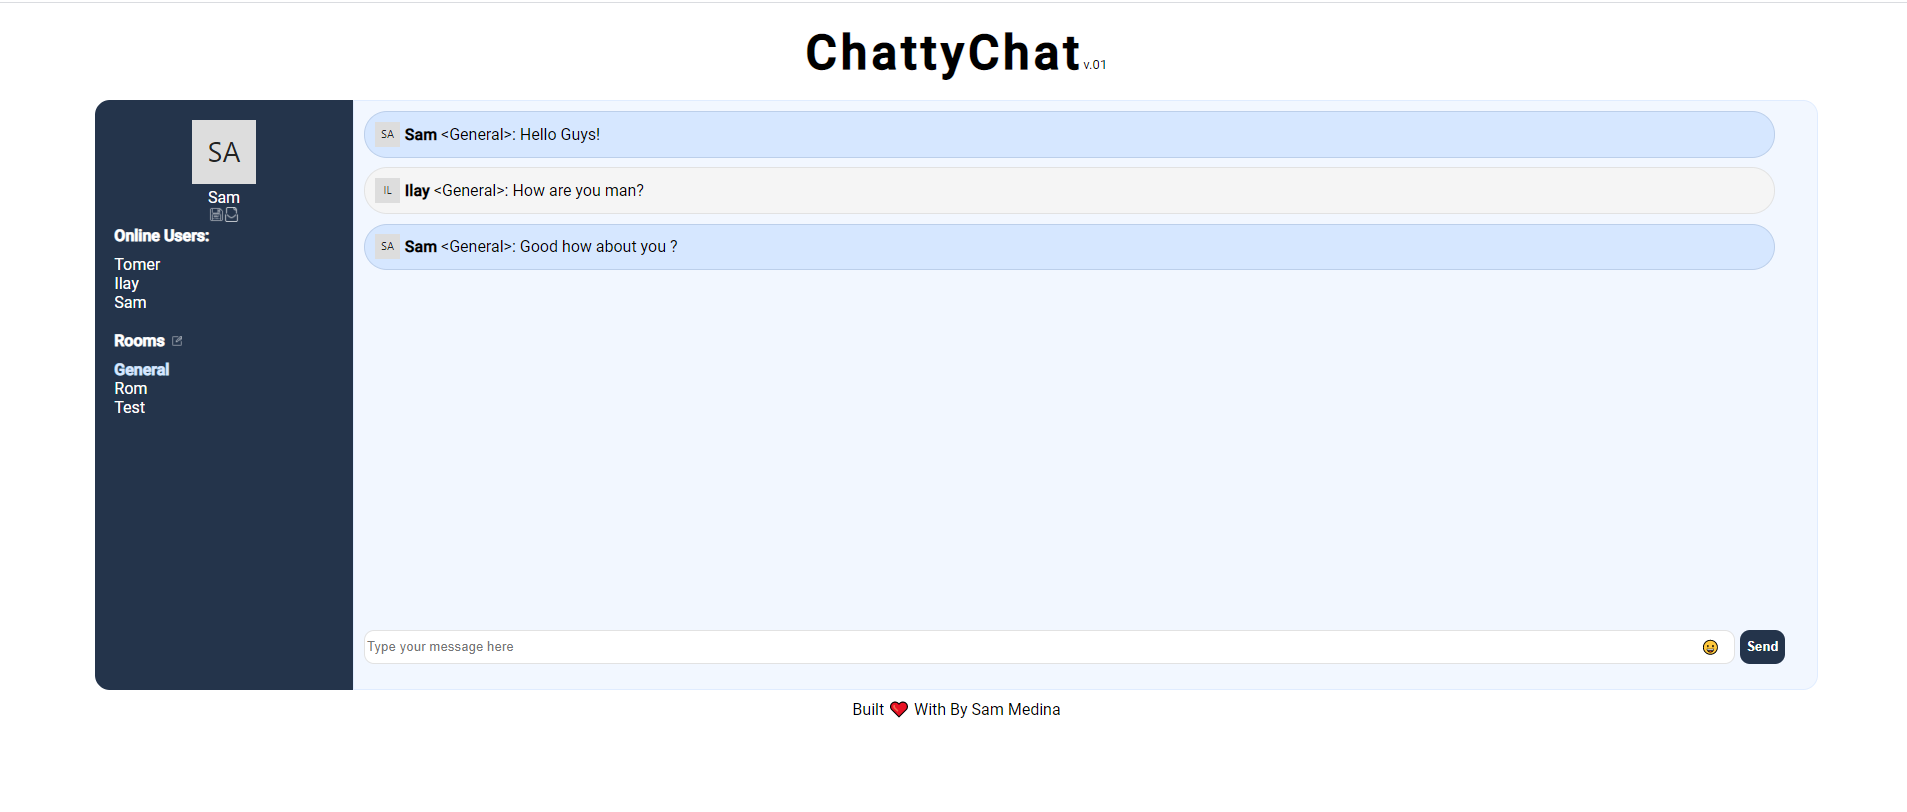 ChattyChat v.01
SA
Sam
Online Users:
Tomer
Ilay
Sam
Rooms
General
Rom
Test
SA Sam <General>: Hello Guys!
IL Ilay <General>: How are you man?
SA Sam <General>: Good how about you ?
Type your message here
Send
Built ❤ With By Sam Medina